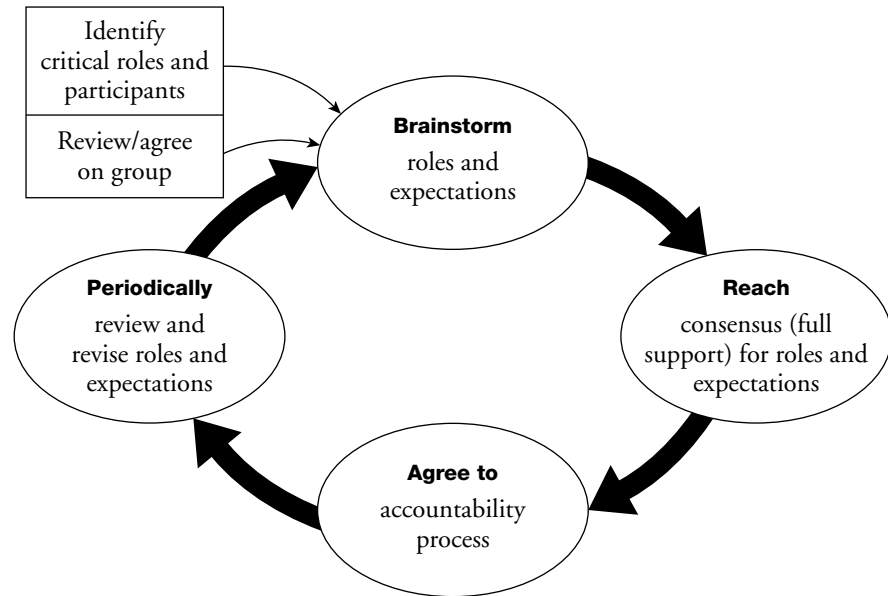 Identify
critical roles and
participants
Review/agree
on group
Brainstorm
roles and
expectations
Reach
consensus (full
support) for roles and
expectations
Agree to
accountability
process
Periodically
review and
revise roles and
expectations